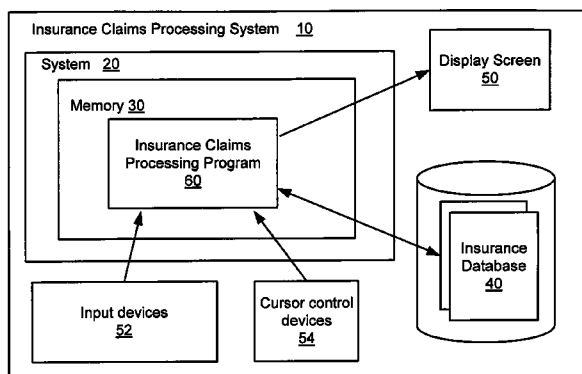 Insurance Claims Processing System 10
System 20
Memory 30
Insurance Claims
Processing Program
60
Display Screen
50
Insurance
Database
40
Input devices
52
Cursor control
devices
54